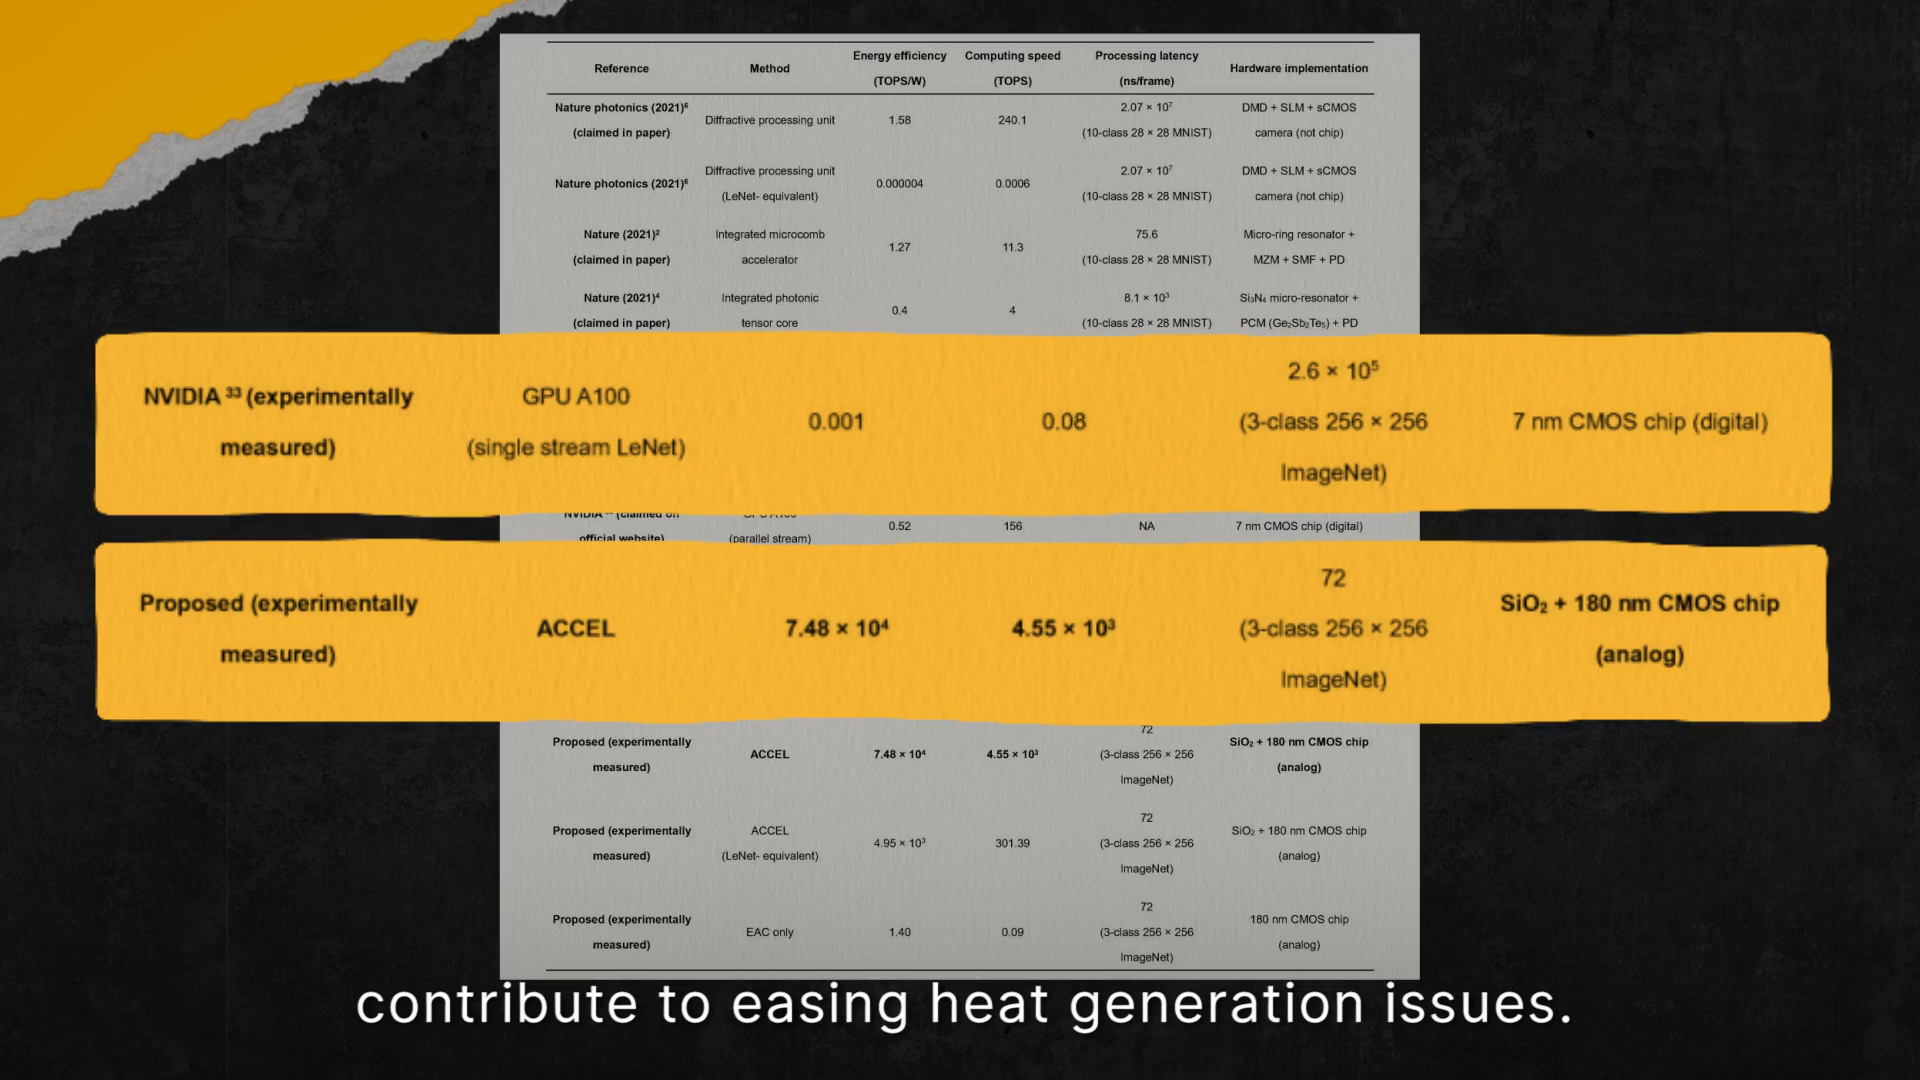 Reference Method Energy efficiency (TOPS/W) Computing speed (TOPS) Processing latency (ns/frame) Hardware implementation
Nature photonics (2021)⁶ (claimed in paper) Diffractive processing unit 1.58 240.1 2.07 × 10⁷ (10-class 28 × 28 MNIST) DMD + SLM + sCMOS camera (not chip)
Nature photonics (2021)⁶ Diffractive processing unit (LeNet- equivalent) 0.000004 0.0006 2.07 × 10⁷ (10-class 28 × 28 MNIST) DMD + SLM + sCMOS camera (not chip)
Nature (2021)² (claimed in paper) Integrated microcomb accelerator 1.27 11.3 75.6 (10-class 28 × 28 MNIST) Micro-ring resonator + MZM + SMF + PD
Nature (2021)⁴ (claimed in paper) Integrated photonic tensor core 0.4 4 8.1 × 10³ (10-class 28 × 28 MNIST) Si₃N₄ micro-resonator + PCM (Ge₂Sb₂Te₅) + PD
NVIDIA ³³ (experimentally measured) GPU A100 (single stream LeNet) 0.001 0.08 2.6 × 10⁵ (3-class 256 × 256 ImageNet) 7 nm CMOS chip (digital)
NVIDIA (claimed on official website) GPU A100 (parallel stream) 0.52 156 NA 7 nm CMOS chip (digital)
Proposed (experimentally measured) ACCEL 7.48 × 10⁴ 4.55 × 10³ 72 (3-class 256 × 256 ImageNet) SiO₂ + 180 nm CMOS chip (analog)
Proposed (experimentally measured) ACCEL 7.48 × 10⁴ 4.55 × 10³ 72 (3-class 256 × 256 ImageNet) SiO₂ + 180 nm CMOS chip (analog)
Proposed (experimentally measured) ACCEL (LeNet- equivalent) 4.95 × 10³ 301.39 72 (3-class 256 × 256 ImageNet) SiO₂ + 180 nm CMOS chip (analog)
Proposed (experimentally measured) EAC only 1.40 0.09 72 (3-class 256 × 256 ImageNet) 180 nm CMOS chip (analog)
contribute to easing heat generation issues.